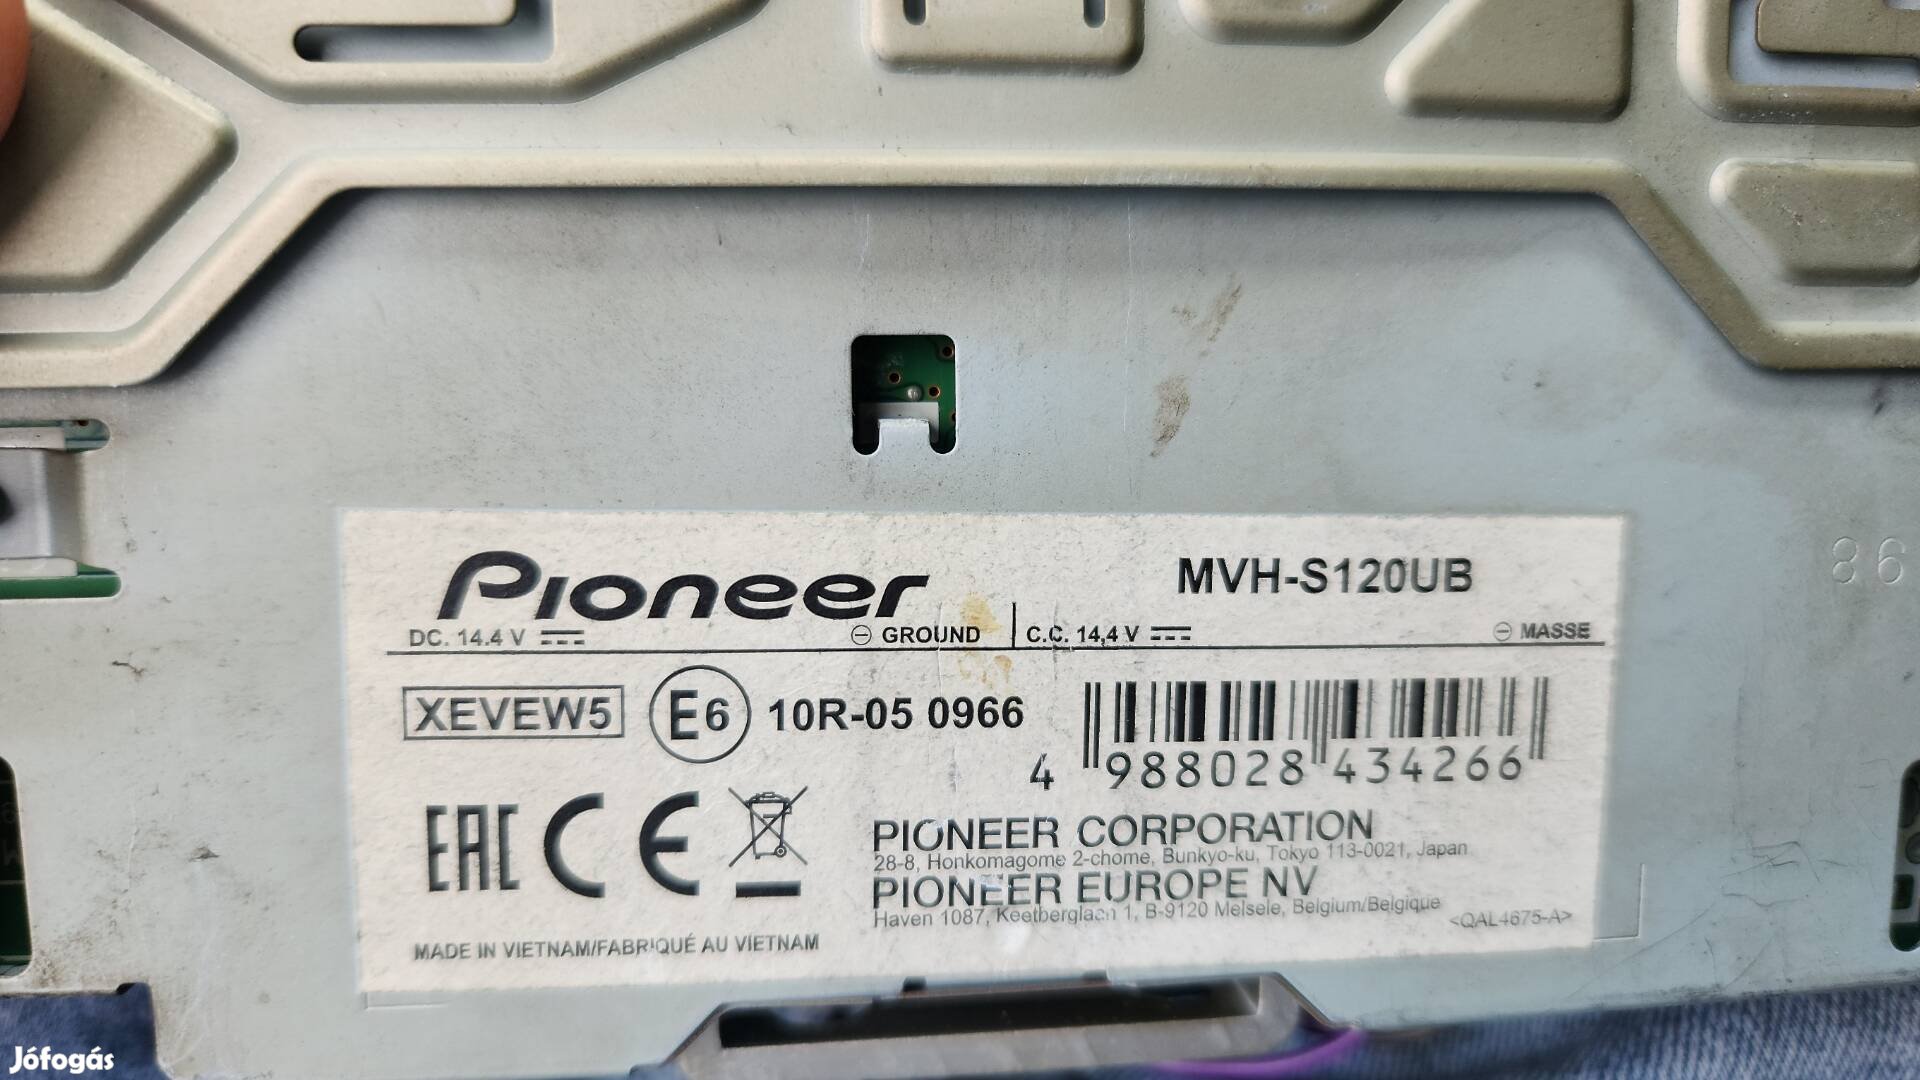 86
Pioneer MVH-S120UB
DC. 14.4 V ⊖ GROUND C.C. 14,4 V ⊖ MASSE
XEVEW5 E6 10R-05 0966
4 988028 434266
EAC CE
PIONEER CORPORATION
28-8, Honkomagome 2-chome, Bunkyo-ku, Tokyo 113-0021, Japan
PIONEER EUROPE NV
Haven 1087, Keetberglaan 1, B-9120 Melsele, Belgium/Belgique
<QAL4675-A>
MADE IN VIETNAM/FABRIQUÉ AU VIETNAM
Jófogás